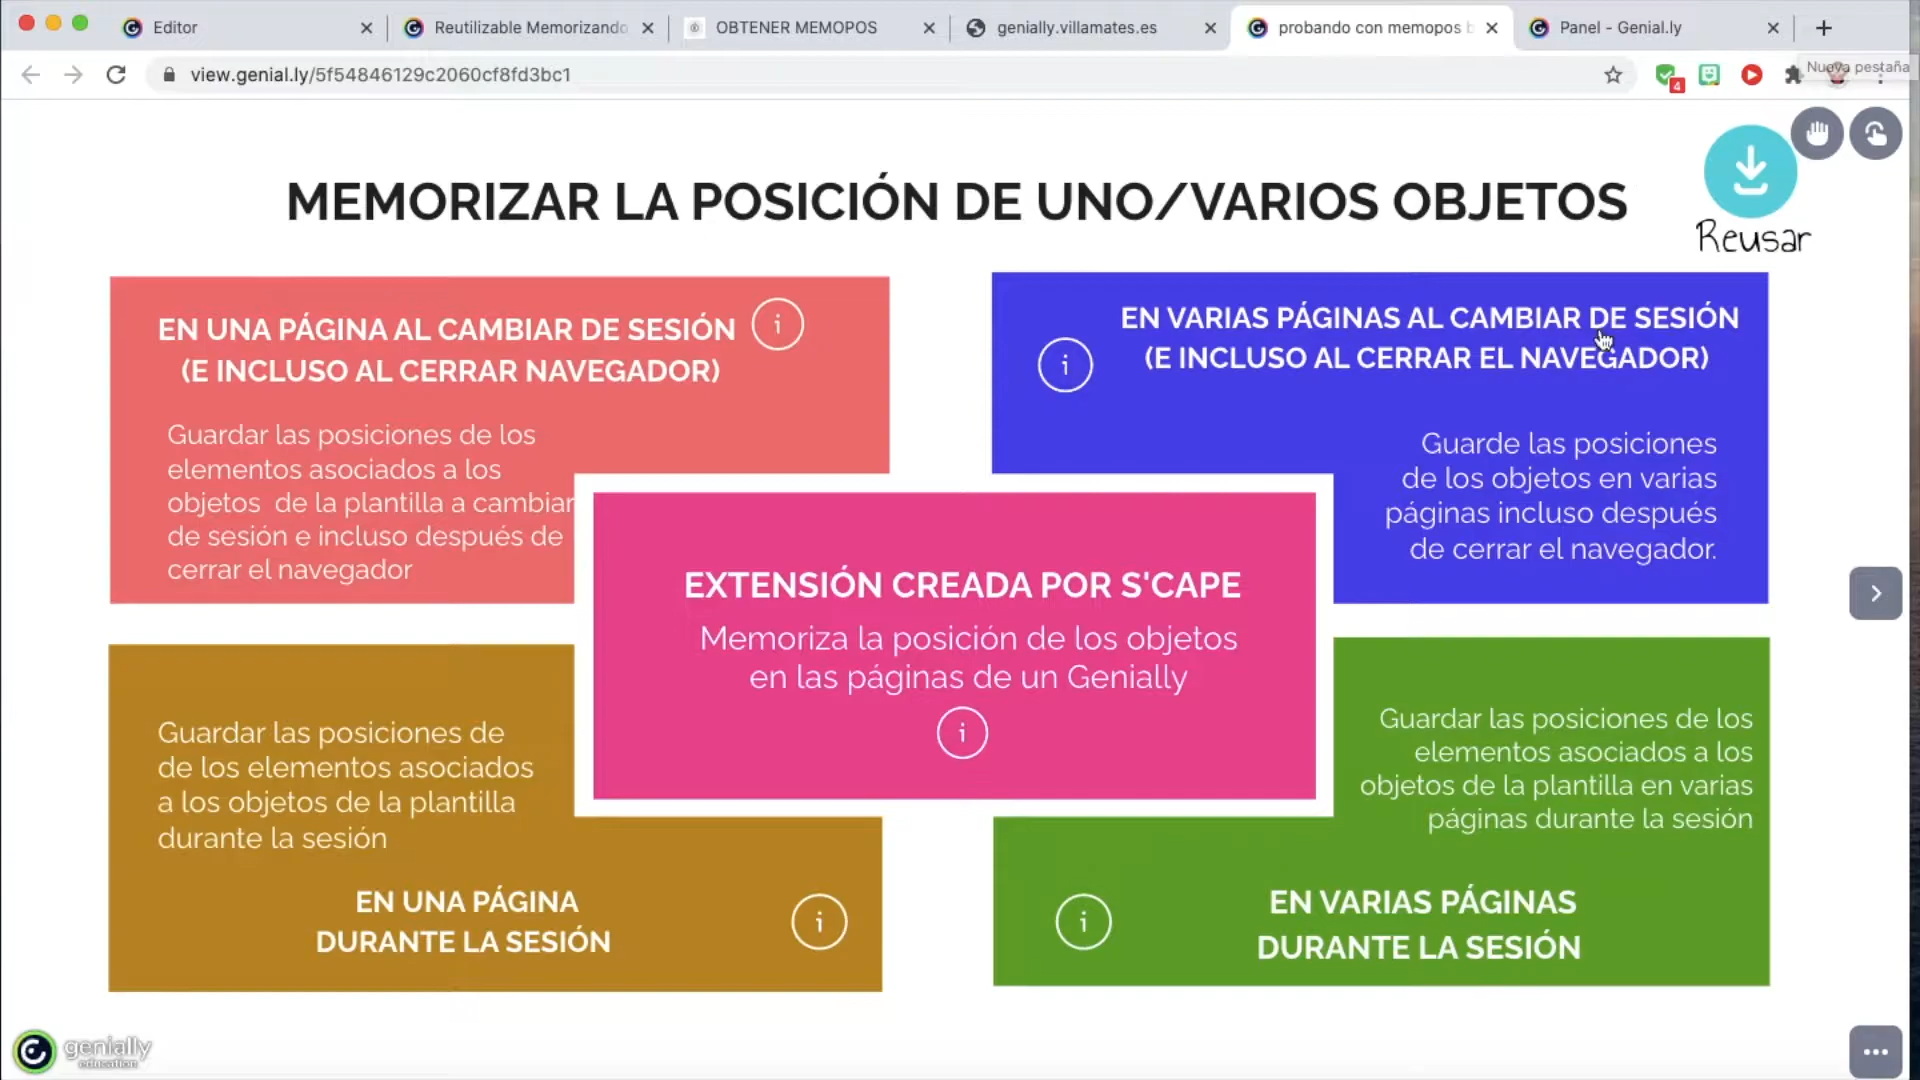 Editor
Reutilizable Memorizando
OBTENER MEMOPOS
genially.villamates.es
probando con memopos b
Panel - Genial.ly
view.genial.ly/5f54846129c2060cf8fd3bc1
4
Nueva pestaña
MEMORIZAR LA POSICIÓN DE UNO/VARIOS OBJETOS
Reusar
EN UNA PÁGINA AL CAMBIAR DE SESIÓN
(E INCLUSO AL CERRAR NAVEGADOR)
i
Guardar las posiciones de los
elementos asociados a los
objetos de la plantilla a cambiar
de sesión e incluso después de
cerrar el navegador
EN VARIAS PÁGINAS AL CAMBIAR DE SESIÓN
(E INCLUSO AL CERRAR EL NAVEGADOR)
i
Guarde las posiciones
de los objetos en varias
páginas incluso después
de cerrar el navegador.
EXTENSIÓN CREADA POR S'CAPE
Memoriza la posición de los objetos
en las páginas de un Genially
i
Guardar las posiciones de
de los elementos asociados
a los objetos de la plantilla
durante la sesión
EN UNA PÁGINA
DURANTE LA SESIÓN
i
Guardar las posiciones de los
elementos asociados a los
objetos de la plantilla en varias
páginas durante la sesión
i
EN VARIAS PÁGINAS
DURANTE LA SESIÓN
genially
education